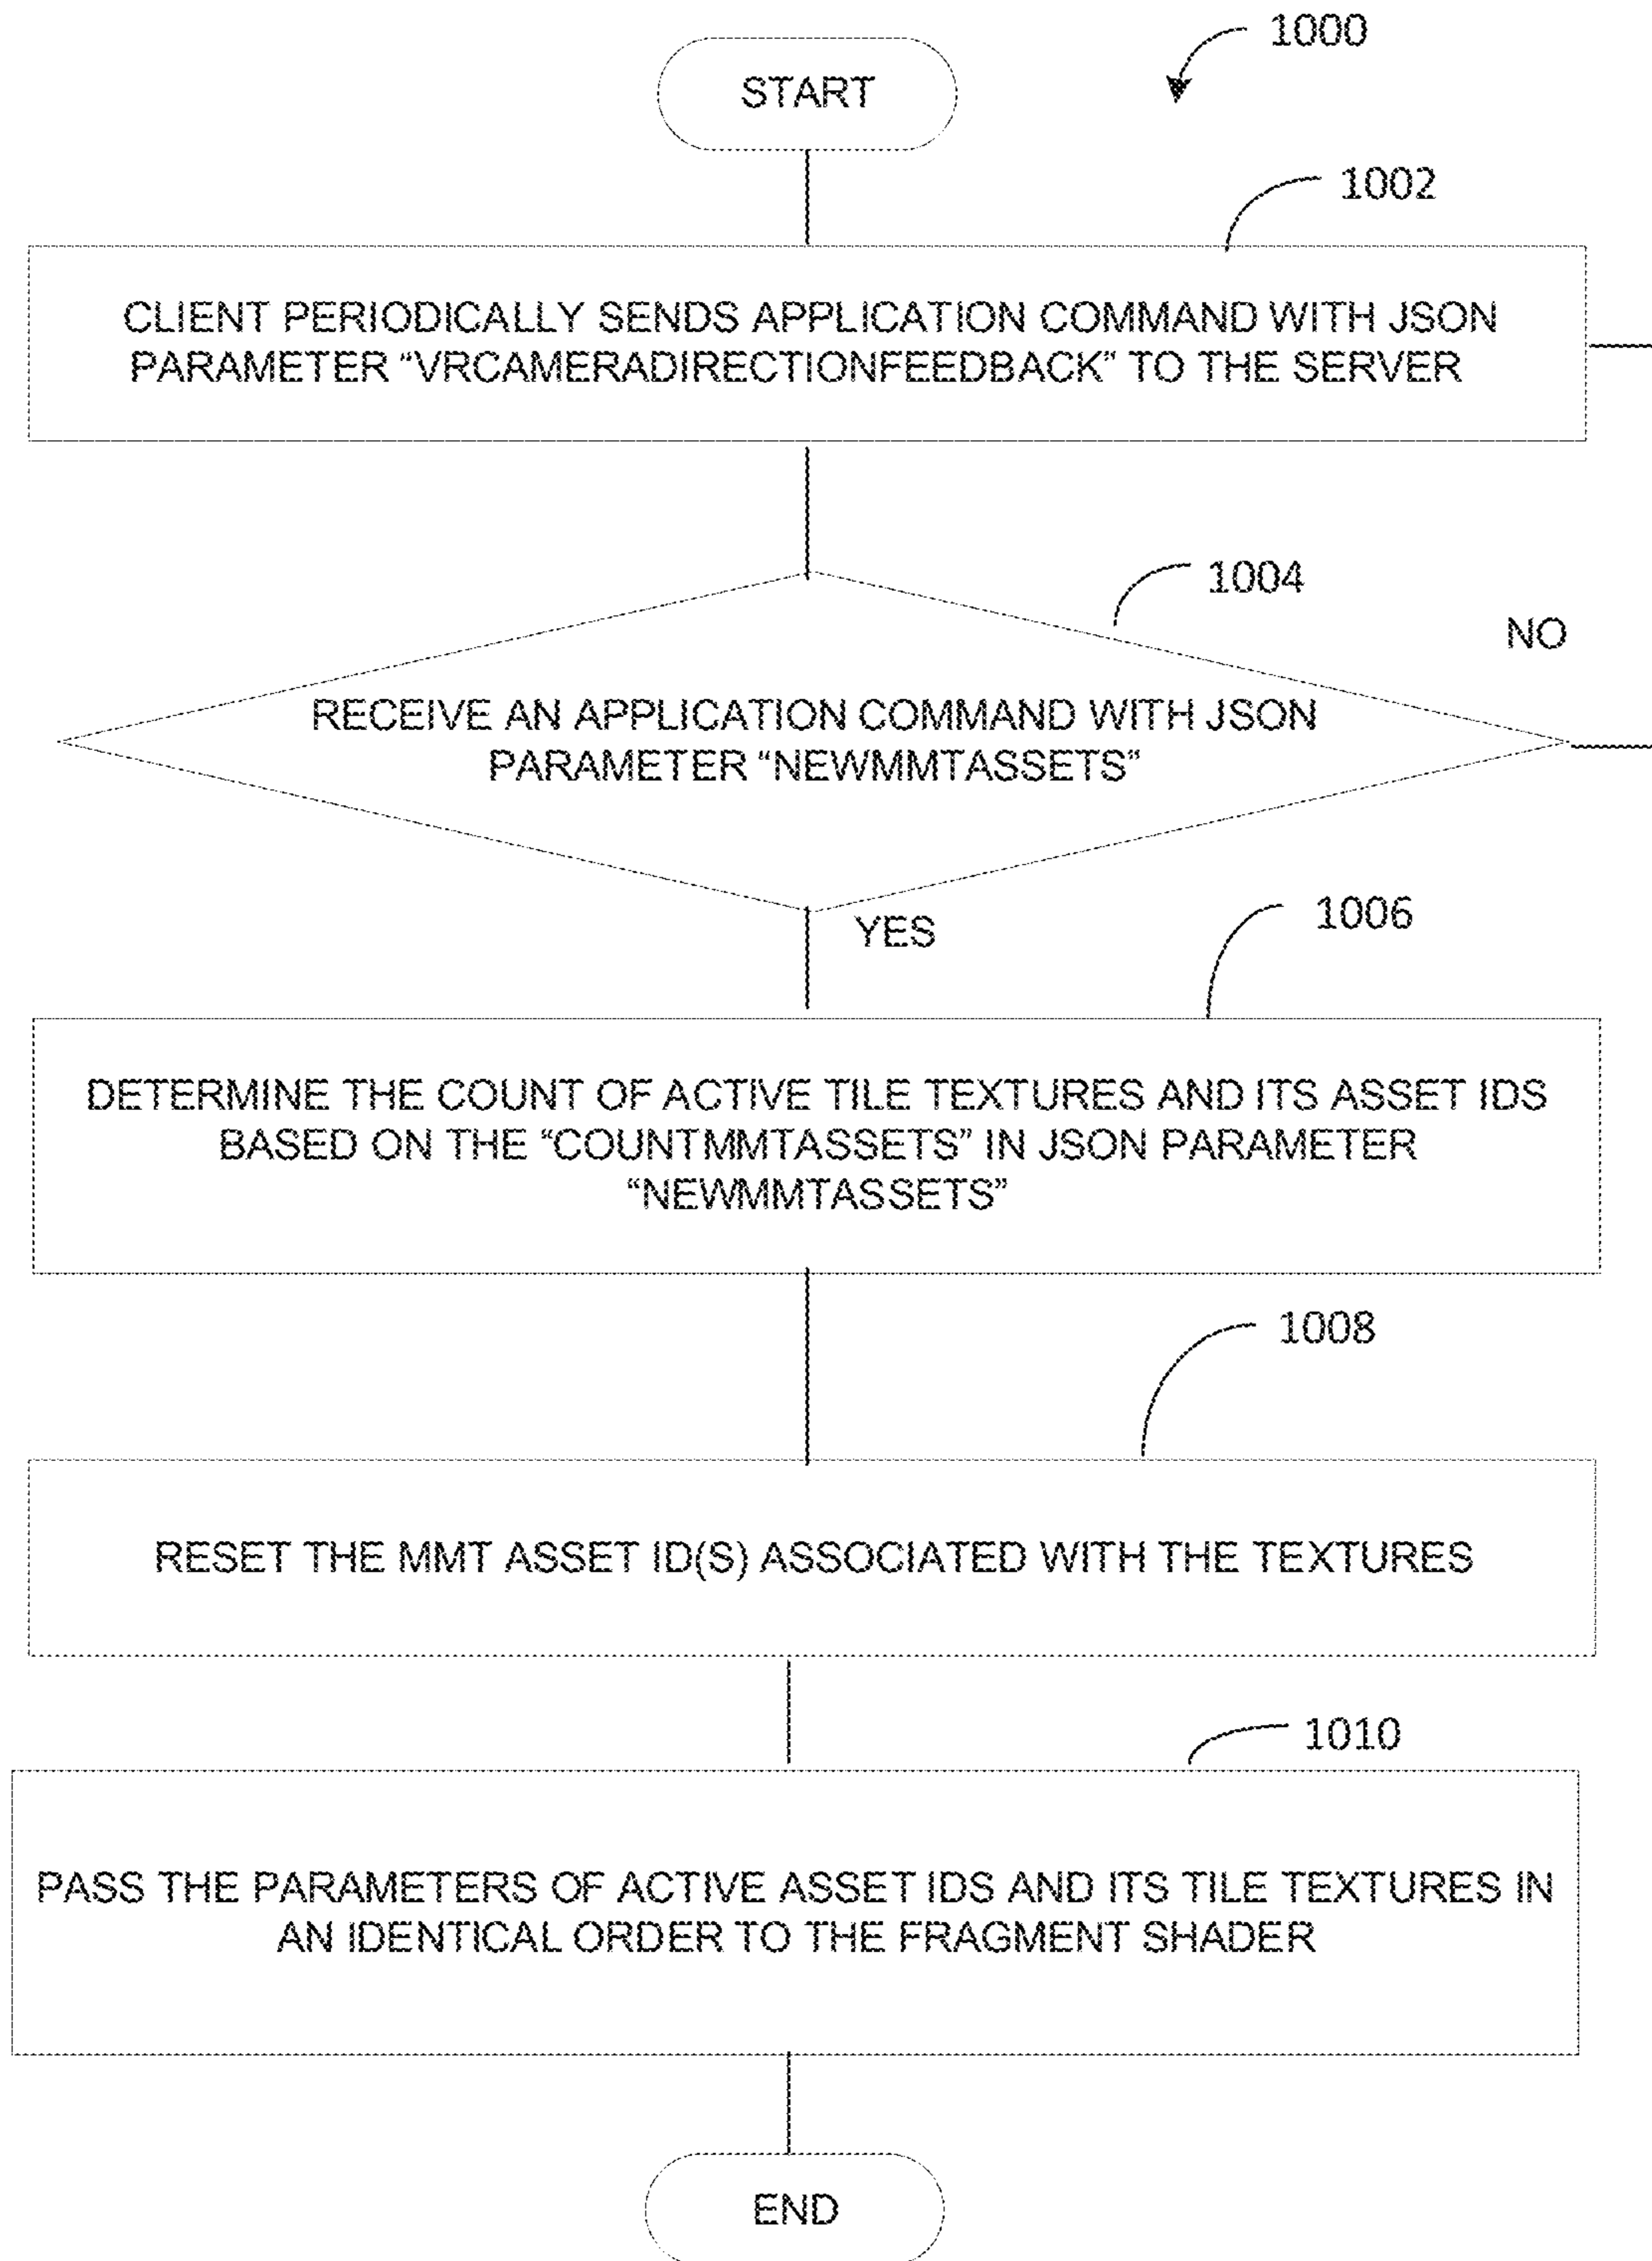 1000
START
1002
CLIENT PERIODICALLY SENDS APPLICATION COMMAND WITH JSON
PARAMETER “VRCAMERADIRECTIONFEEDBACK” TO THE SERVER
1004
NO
RECEIVE AN APPLICATION COMMAND WITH JSON
PARAMETER “NEWMMTASSETS”
YES
1006
DETERMINE THE COUNT OF ACTIVE TILE TEXTURES AND ITS ASSET IDS
BASED ON THE “COUNTMMTASSETS” IN JSON PARAMETER
“NEWMMTASSETS”
1008
RESET THE MMT ASSET ID(S) ASSOCIATED WITH THE TEXTURES
1010
PASS THE PARAMETERS OF ACTIVE ASSET IDS AND ITS TILE TEXTURES IN
AN IDENTICAL ORDER TO THE FRAGMENT SHADER
END